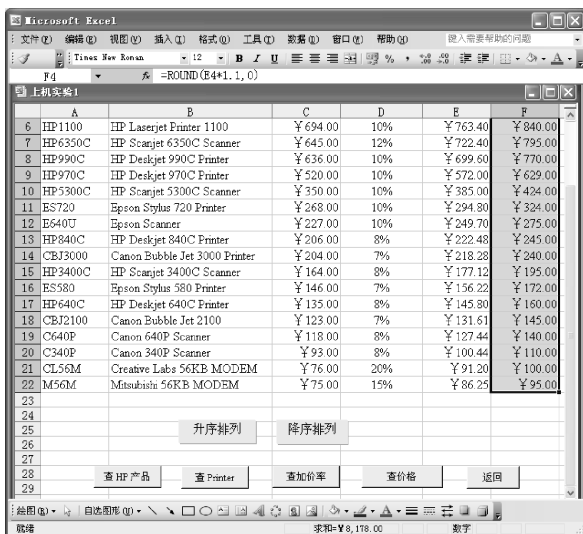 Microsoft Excel
文件(F) 编辑(E) 视图(V) 插入(I) 格式(O) 工具(T) 数据(D) 窗口(W) 帮助(H) 键入需要帮助的问题
Times New Roman 12 B I U %
F4 fx =ROUND(E4*1.1,0)
上机实验1
A B C D E F
6 HP1100 HP Laserjet Printer 1100 ￥694.00 10% ￥763.40 ￥840.00
7 HP6350C HP Scanjet 6350C Scanner ￥645.00 12% ￥722.40 ￥795.00
8 HP990C HP Deskjet 990C Printer ￥636.00 10% ￥699.60 ￥770.00
9 HP970C HP Deskjet 970C Printer ￥520.00 10% ￥572.00 ￥629.00
10 HP5300C HP Scanjet 5300C Scanner ￥350.00 10% ￥385.00 ￥424.00
11 ES720 Epson Stylus 720 Printer ￥268.00 10% ￥294.80 ￥324.00
12 E640U Epson Scanner ￥227.00 10% ￥249.70 ￥275.00
13 HP840C HP Deskjet 840C Printer ￥206.00 8% ￥222.48 ￥245.00
14 CBJ3000 Canon Bubble Jet 3000 Printer ￥204.00 7% ￥218.28 ￥240.00
15 HP3400C HP Scanjet 3400C Scanner ￥164.00 8% ￥177.12 ￥195.00
16 ES580 Epson Stylus 580 Printer ￥146.00 7% ￥156.22 ￥172.00
17 HP640C HP Deskjet 640C Printer ￥135.00 8% ￥145.80 ￥160.00
18 CBJ2100 Canon Bubble Jet 2100 ￥123.00 7% ￥131.61 ￥145.00
19 C640P Canon 640P Scanner ￥118.00 8% ￥127.44 ￥140.00
20 C340P Canon 340P Scanner ￥93.00 8% ￥100.44 ￥110.00
21 CL56M Creative Labs 56KB MODEM ￥76.00 20% ￥91.20 ￥100.00
22 M56M Mitsubishi 56KB MODEM ￥75.00 15% ￥86.25 ￥95.00
23
24
25 升序排列 降序排列
26
27
28 查 HP 产品 查 Printer 查加价率 查价格 返回
29
绘图(R) 自选图形(U)
就绪 求和=￥8,178.00 数字